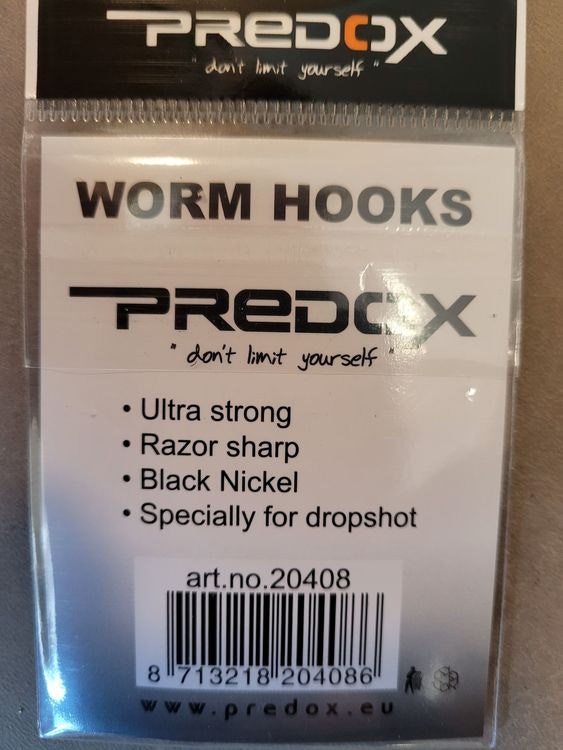 PREDOX
"don't limit yourself"
WORM HOOKS
PREDOX
"don't limit yourself"
• Ultra strong
• Razor sharp
• Black Nickel
• Specially for dropshot
art.no.20408
8 713218 204086
www.predox.eu